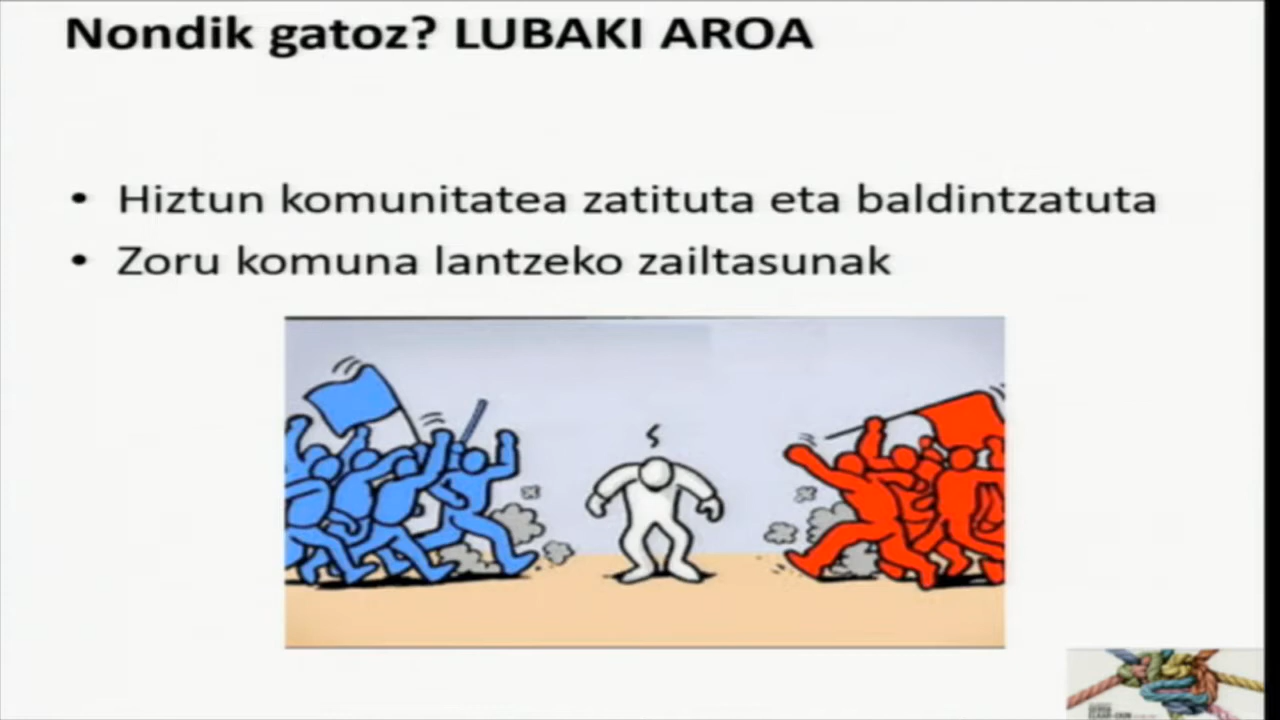 Nondik gatoz? LUBAKI AROA
• Hiztun komunitatea zatituta eta baldintzatuta
• Zoru komuna lantzeko zailtasunak